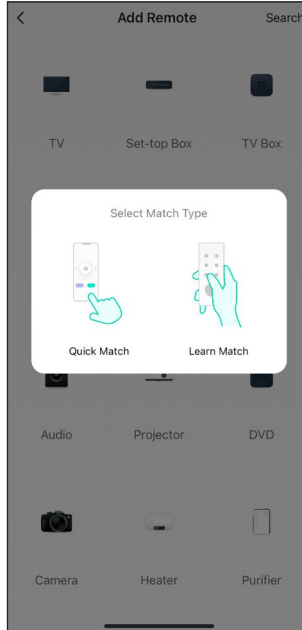 Add Remote Search
TV
TV Set-top Box TV Box
Select Match Type
Quick Match Learn Match
Audio Projector DVD
Camera Heater Purifier